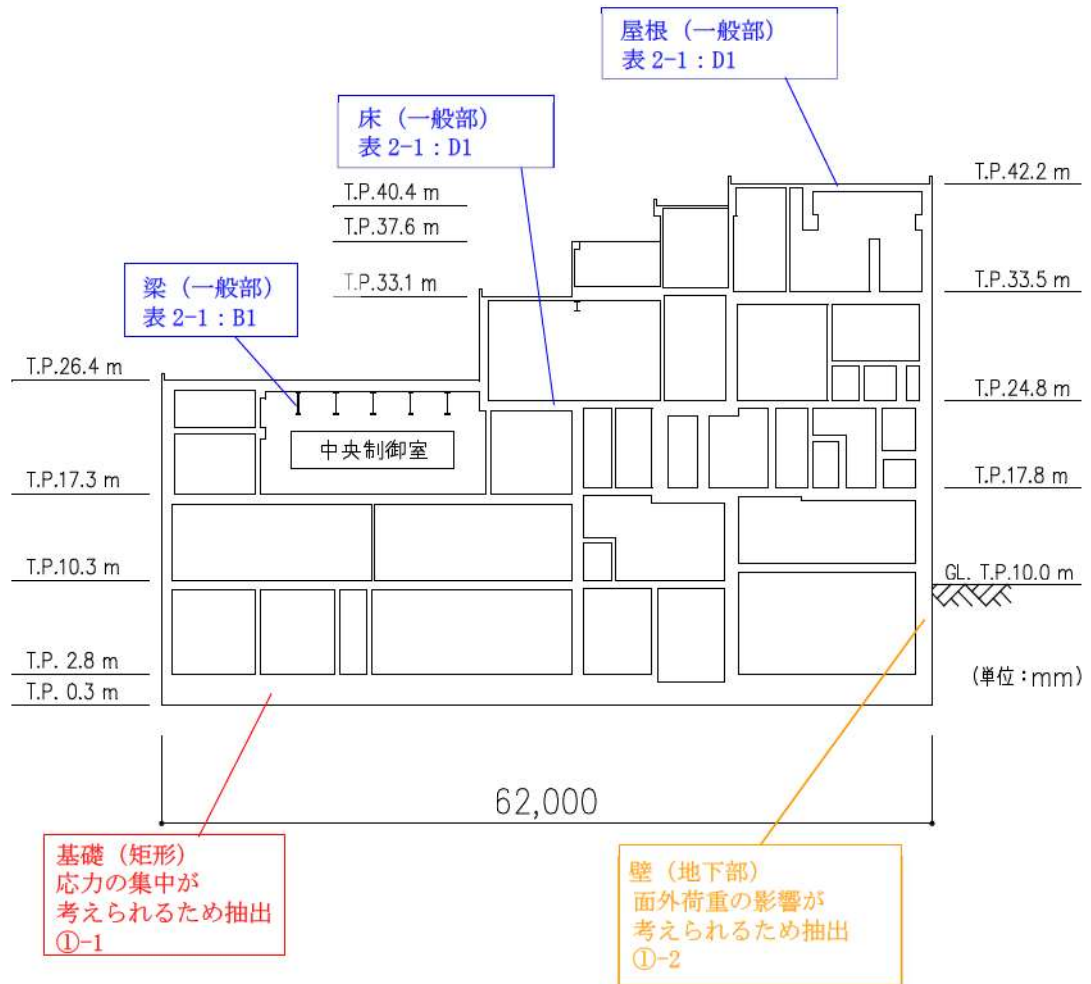 屋根（一般部）
表 2-1：D1
床（一般部）
表 2-1：D1
T.P.42.2 m
T.P.40.4 m
T.P.37.6 m
T.P.33.1 m
T.P.33.5 m
梁（一般部）
表 2-1：B1
T.P.26.4 m
T.P.24.8 m
中央制御室
T.P.17.3 m
T.P.17.8 m
T.P.10.3 m
GL. T.P.10.0 m
T.P. 2.8 m
(単位：mm)
T.P. 0.3 m
62,000
基礎（矩形）
応力の集中が
考えられるため抽出
①-1
壁（地下部）
面外荷重の影響が
考えられるため抽出
①-2